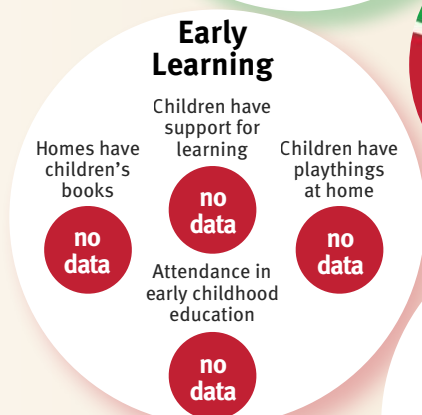 Early
Learning
Children have
support for
learning
no
data
Homes have
children's
books
no
data
Children have
playthings
at home
no
data
Attendance in
early childhood
education
no
data